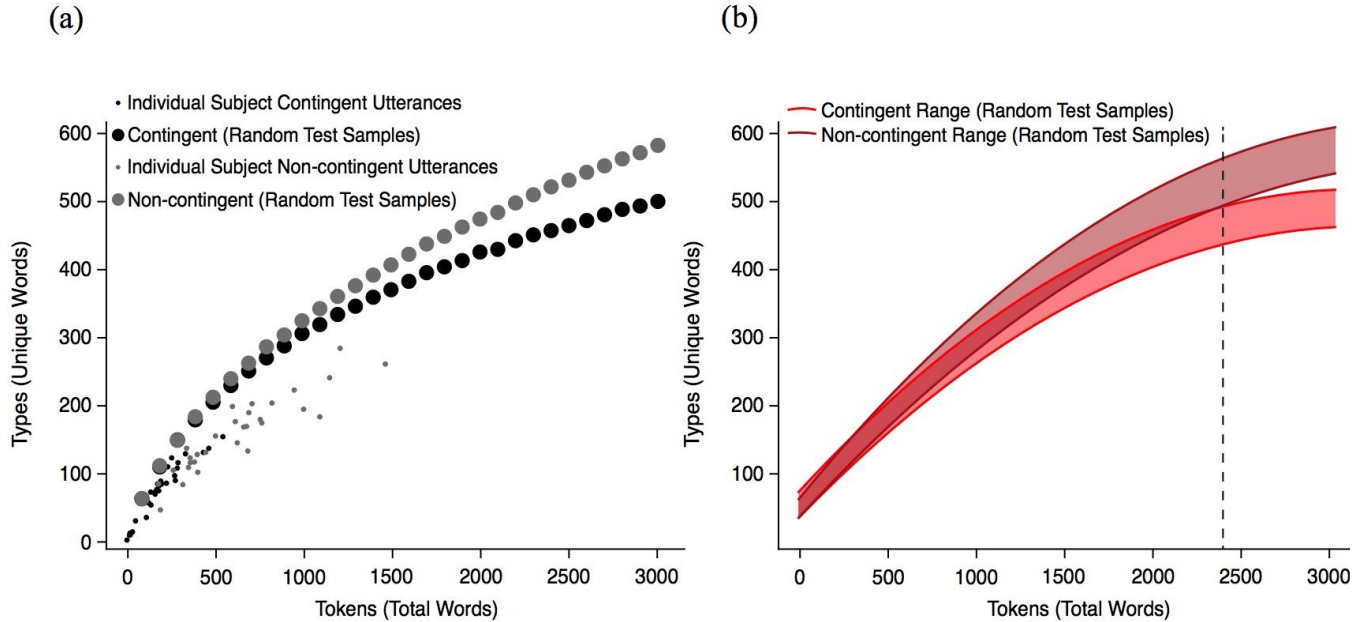 (a)
• Individual Subject Contingent Utterances
● Contingent (Random Test Samples)
• Individual Subject Non-contingent Utterances
● Non-contingent (Random Test Samples)
Types (Unique Words)
600
500
400
300
200
100
0
0 500 1000 1500 2000 2500 3000
Tokens (Total Words)
(b)
Contingent Range (Random Test Samples)
Non-contingent Range (Random Test Samples)
Types (Unique Words)
600
500
400
300
200
100
0 500 1000 1500 2000 2500 3000
Tokens (Total Words)